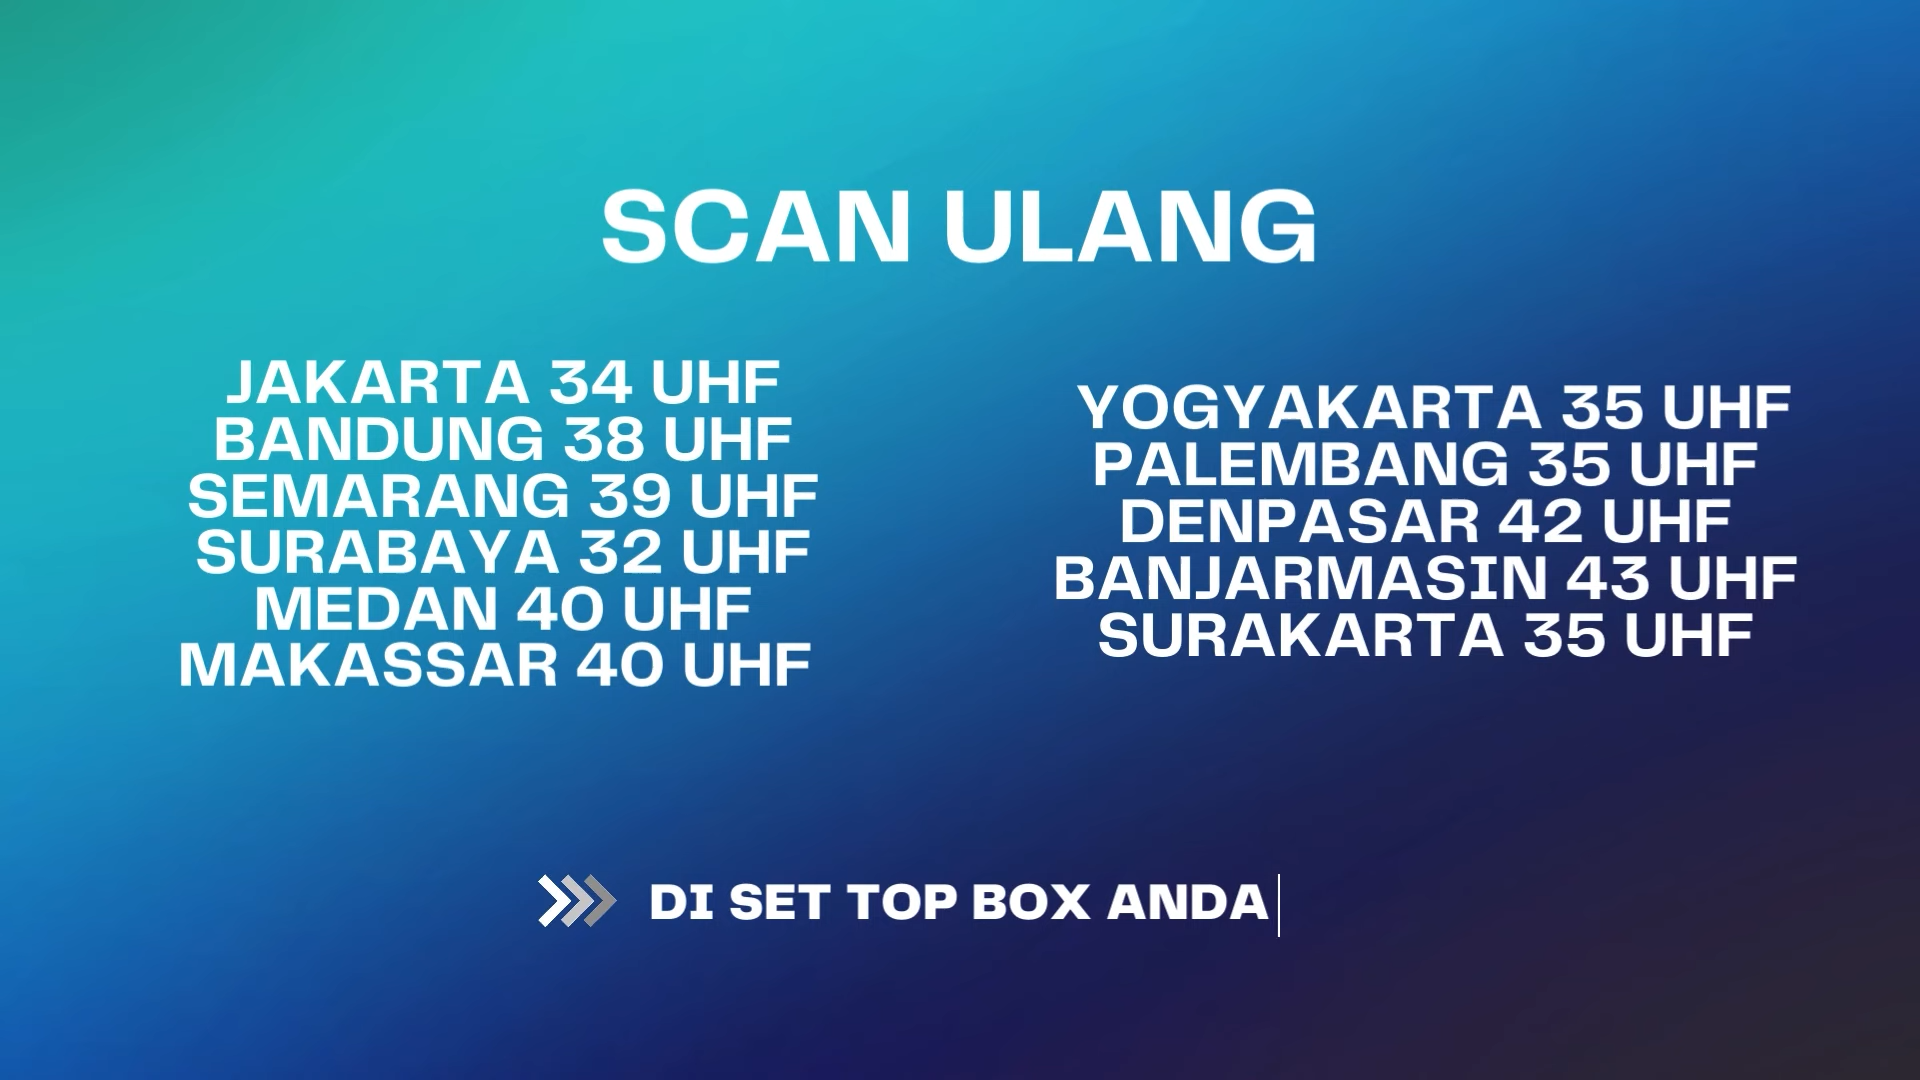 SCAN ULANG
JAKARTA 34 UHF
BANDUNG 38 UHF
SEMARANG 39 UHF
SURABAYA 32 UHF
MEDAN 40 UHF
MAKASSAR 40 UHF
YOGYAKARTA 35 UHF
PALEMBANG 35 UHF
DENPASAR 42 UHF
BANJARMASIN 43 UHF
SURAKARTA 35 UHF
DI SET TOP BOX ANDA